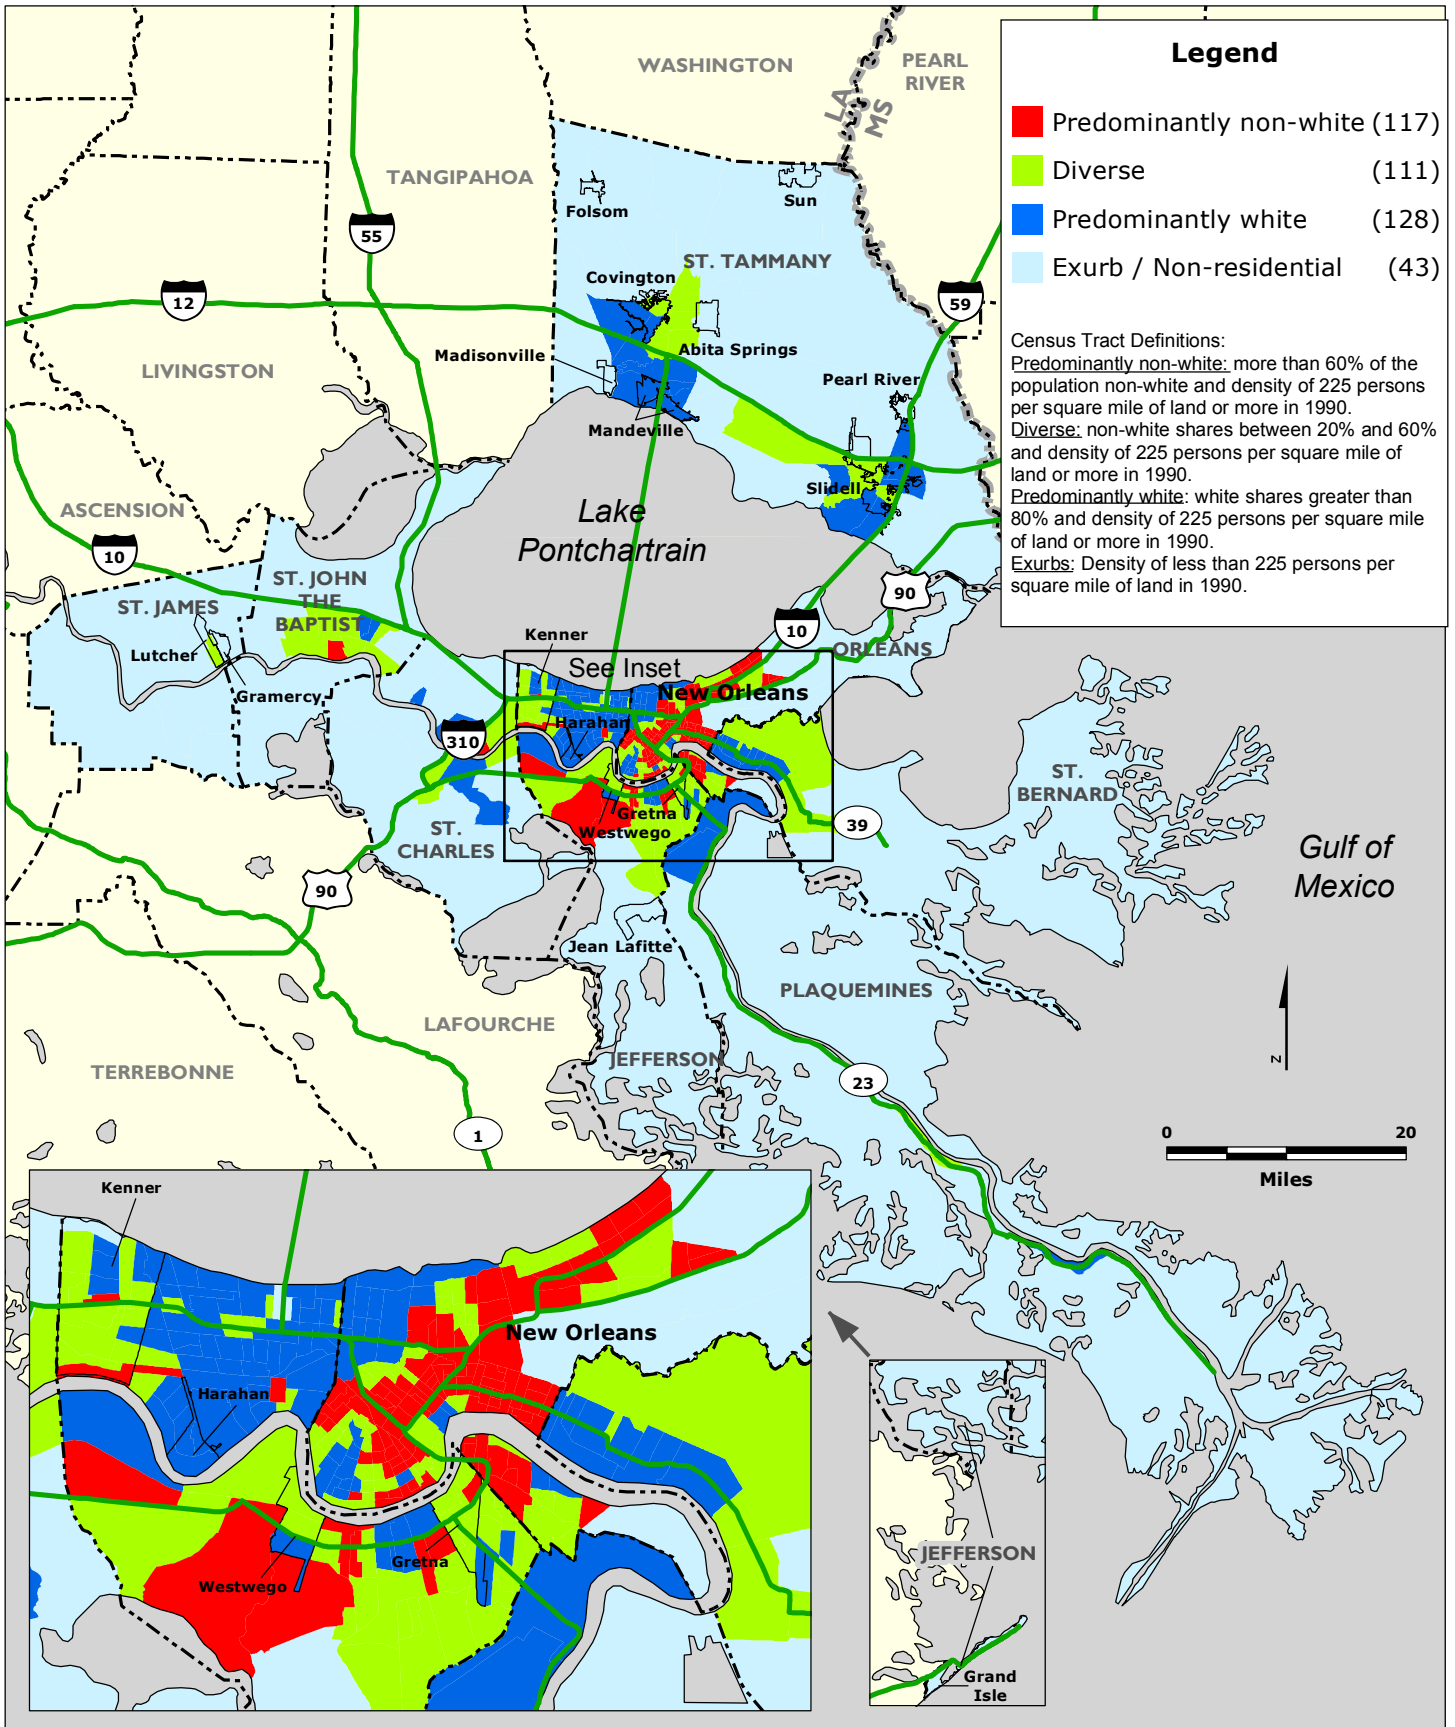 WASHINGTON
PEARL
RIVER
LA
MS
TANGIPAHOA
55
Folsom
Sun
ST. TAMMANY
Covington
12
59
Madisonville
Abita Springs
LIVINGSTON
Pearl River
Mandeville
Slidell
ASCENSION
Lake
Pontchartrain
10
ST. JOHN
THE
BAPTIST
90
ST. JAMES
10
Kenner
ORLEANS
Lutcher
See Inset
Gramercy
New Orleans
Harahan
310
ST.
BERNARD
Gretna
39
Westwego
ST.
CHARLES
Gulf of
Mexico
90
Jean Lafitte
PLAQUEMINES
LAFOURCHE
JEFFERSON
TERREBONNE
23
1
N
0 20
Miles
Legend
Predominantly non-white (117)
Diverse (111)
Predominantly white (128)
Exurb / Non-residential (43)
Census Tract Definitions:
Predominantly non-white: more than 60% of the
population non-white and density of 225 persons
per square mile of land or more in 1990.
Diverse: non-white shares between 20% and 60%
and density of 225 persons per square mile of
land or more in 1990.
Predominantly white: white shares greater than
80% and density of 225 persons per square mile
of land or more in 1990.
Exurbs: Density of less than 225 persons per
square mile of land in 1990.
Kenner
New Orleans
Harahan
Gretna
Westwego
JEFFERSON
Grand
Isle